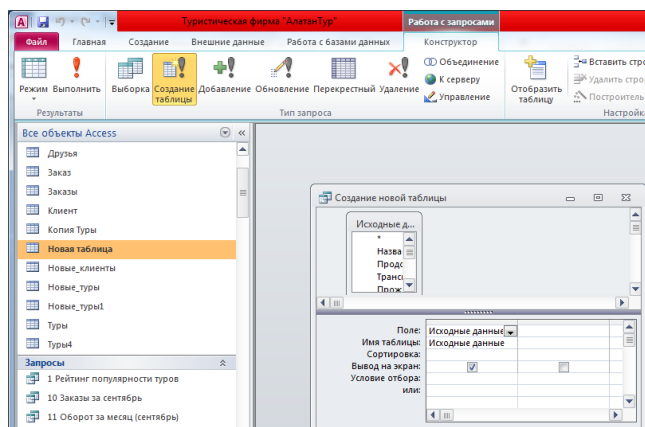 Туристическая фирма "АлатанТур"
Работа с запросами
Файл Главная Создание Внешние данные Работа с базами данных Конструктор
Режим Выполнить Выборка Создание таблицы Добавление Обновление Перекрестный Удаление
Объединение
К серверу
Управление
Отобразить таблицу
Вставить стро
Удалить стро
Построитель
Результаты Тип запроса Настройк
Все объекты Access
Друзья
Заказ
Заказы
Клиент
Копия Туры
Новая таблица
Новые_клиенты
Новые_туры
Новые_туры1
Туры
Туры4
Запросы
1 Рейтинг популярности туров
10 Заказы за сентябрь
11 Оборот за месяц (сентябрь)
Создание новой таблицы
Исходные д...
*
Назва
Продо
Транс
Прож
Поле: Исходные данные
Имя таблицы: Исходные данные
Сортировка:
Вывод на экран:
Условие отбора:
или: